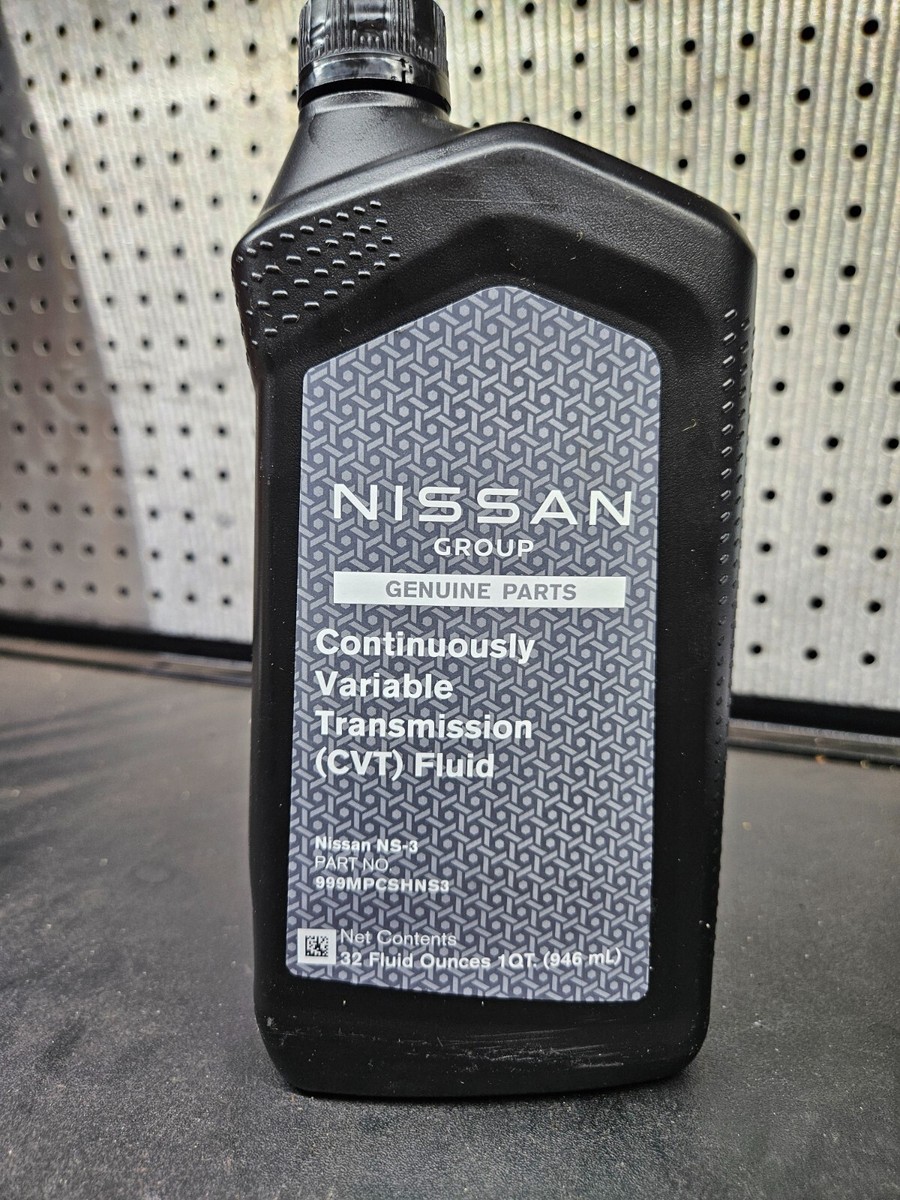 NISSAN
GROUP
GENUINE PARTS
Continuously
Variable
Transmission
(CVT) Fluid
Nissan NS-3
PART NO.
999MPCSHNS3
Net Contents
32 Fluid Ounces 1QT. (946 mL)